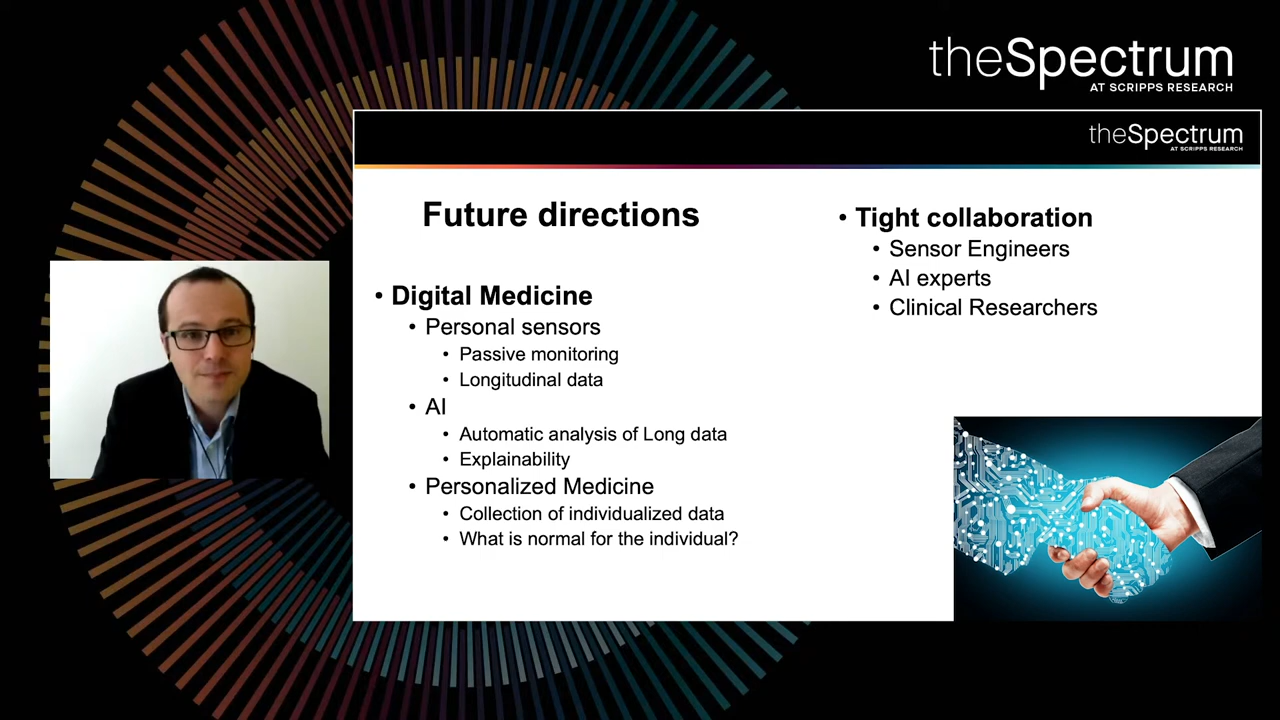 theSpectrum
AT SCRIPPS RESEARCH
theSpectrum
AT SCRIPPS RESEARCH
Future directions
• Digital Medicine
• Personal sensors
• Passive monitoring
• Longitudinal data
• AI
• Automatic analysis of Long data
• Explainability
• Personalized Medicine
• Collection of individualized data
• What is normal for the individual?
• Tight collaboration
• Sensor Engineers
• AI experts
• Clinical Researchers